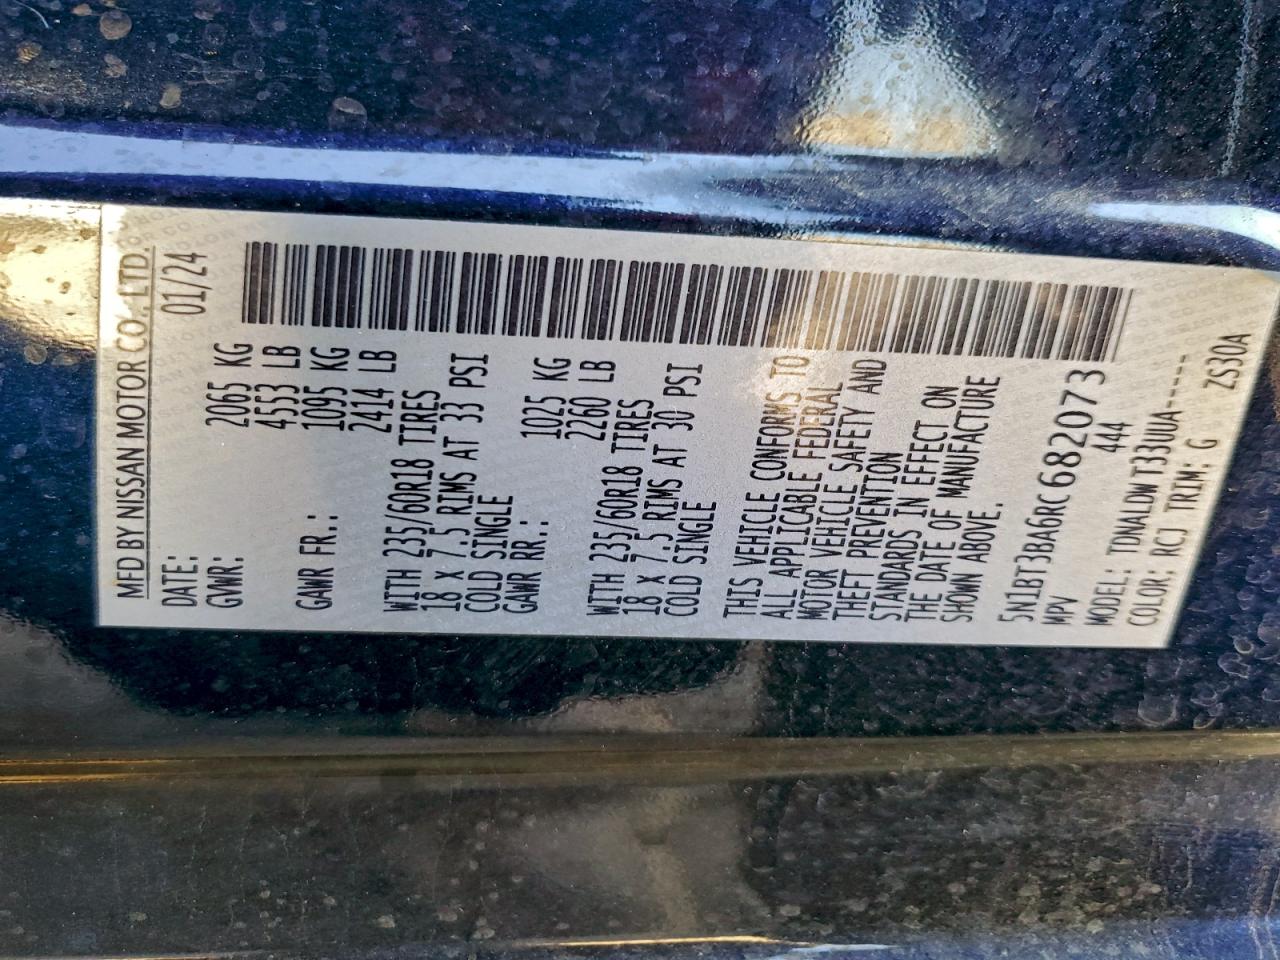 MFD BY NISSAN MOTOR CO., LTD.
DATE: 01/24
GVWR: 2065 KG
4533 LB
GAWR FR.: 1095 KG
2414 LB
WITH 235/60R18 TIRES
18 X 7.5 RIMS AT 33 PSI
COLD SINGLE
GAWR RR.: 1025 KG
2260 LB
WITH 235/60R18 TIRES
18 X 7.5 RIMS AT 30 PSI
COLD SINGLE
THIS VEHICLE CONFORMS TO
ALL APPLICABLE FEDERAL
MOTOR VEHICLE SAFETY AND
THEFT PREVENTION
STANDARDS IN EFFECT ON
THE DATE OF MANUFACTURE
SHOWN ABOVE.
5N1BT3BA6RC682073
MPV 444
MODEL: TDNALDW T33UUA-----
COLOR: RCJ TRIM: G ZS30A